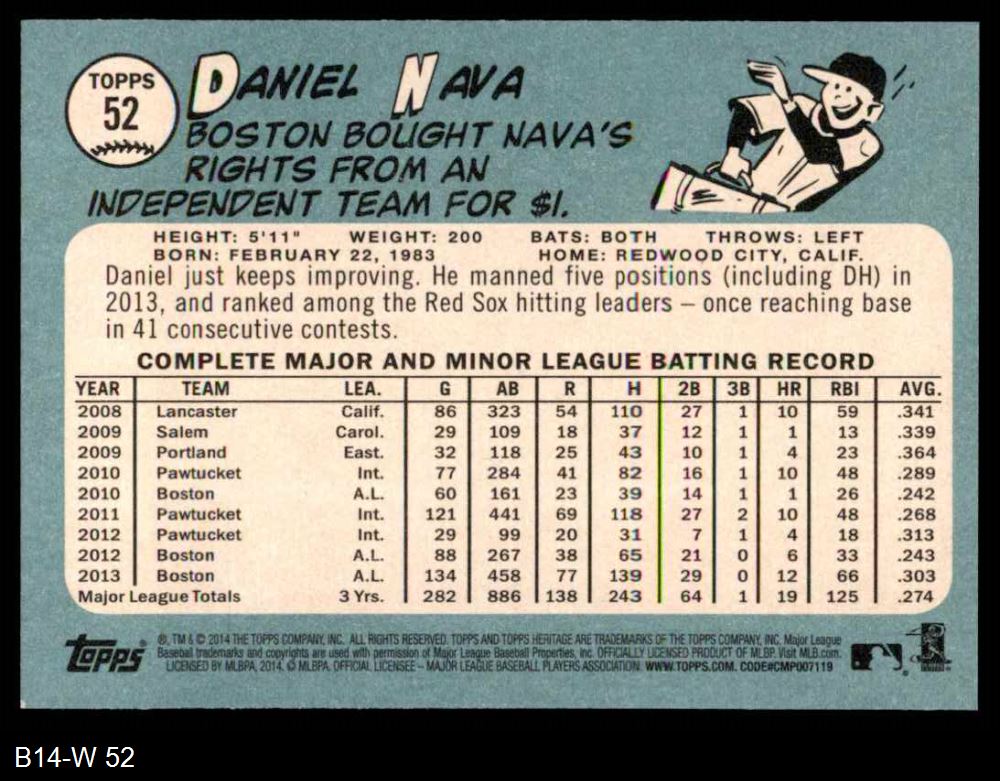 TOPPS
52
DANIEL NAVA
BOSTON BOUGHT NAVA'S
RIGHTS FROM AN
INDEPENDENT TEAM FOR $1.
HEIGHT: 5'11" WEIGHT: 200 BATS: BOTH THROWS: LEFT
BORN: FEBRUARY 22, 1983 HOME: REDWOOD CITY, CALIF.
Daniel just keeps improving. He manned five positions (including DH) in
2013, and ranked among the Red Sox hitting leaders – once reaching base
in 41 consecutive contests.
COMPLETE MAJOR AND MINOR LEAGUE BATTING RECORD
YEAR TEAM LEA. G AB R H 2B 3B HR RBI AVG.
2008 Lancaster Calif. 86 323 54 110 27 1 10 59 .341
2009 Salem Carol. 29 109 18 37 12 1 1 13 .339
2009 Portland East. 32 118 25 43 10 1 4 23 .364
2010 Pawtucket Int. 77 284 41 82 16 1 10 48 .289
2010 Boston A.L. 60 161 23 39 14 1 1 26 .242
2011 Pawtucket Int. 121 441 69 118 27 2 10 48 .268
2012 Pawtucket Int. 29 99 20 31 7 1 4 18 .313
2012 Boston A.L. 88 267 38 65 21 0 6 33 .243
2013 Boston A.L. 134 458 77 139 29 0 12 66 .303
Major League Totals 3 Yrs. 282 886 138 243 64 1 19 125 .274
TOPPS
®, TM & © 2014 THE TOPPS COMPANY, INC. ALL RIGHTS RESERVED. TOPPS AND TOPPS HERITAGE ARE TRADEMARKS OF THE TOPPS COMPANY, INC. Major League
Baseball trademarks and copyrights are used with permission of Major League Baseball Properties, Inc. OFFICIALLY LICENSED PRODUCT OF MLBP. Visit MLB.com.
LICENSED BY MLBPA, 2014. © MLBPA. OFFICIAL LICENSEE – MAJOR LEAGUE BASEBALL PLAYERS ASSOCIATION. WWW.TOPPS.COM. CODE#CMP007119
B14-W 52